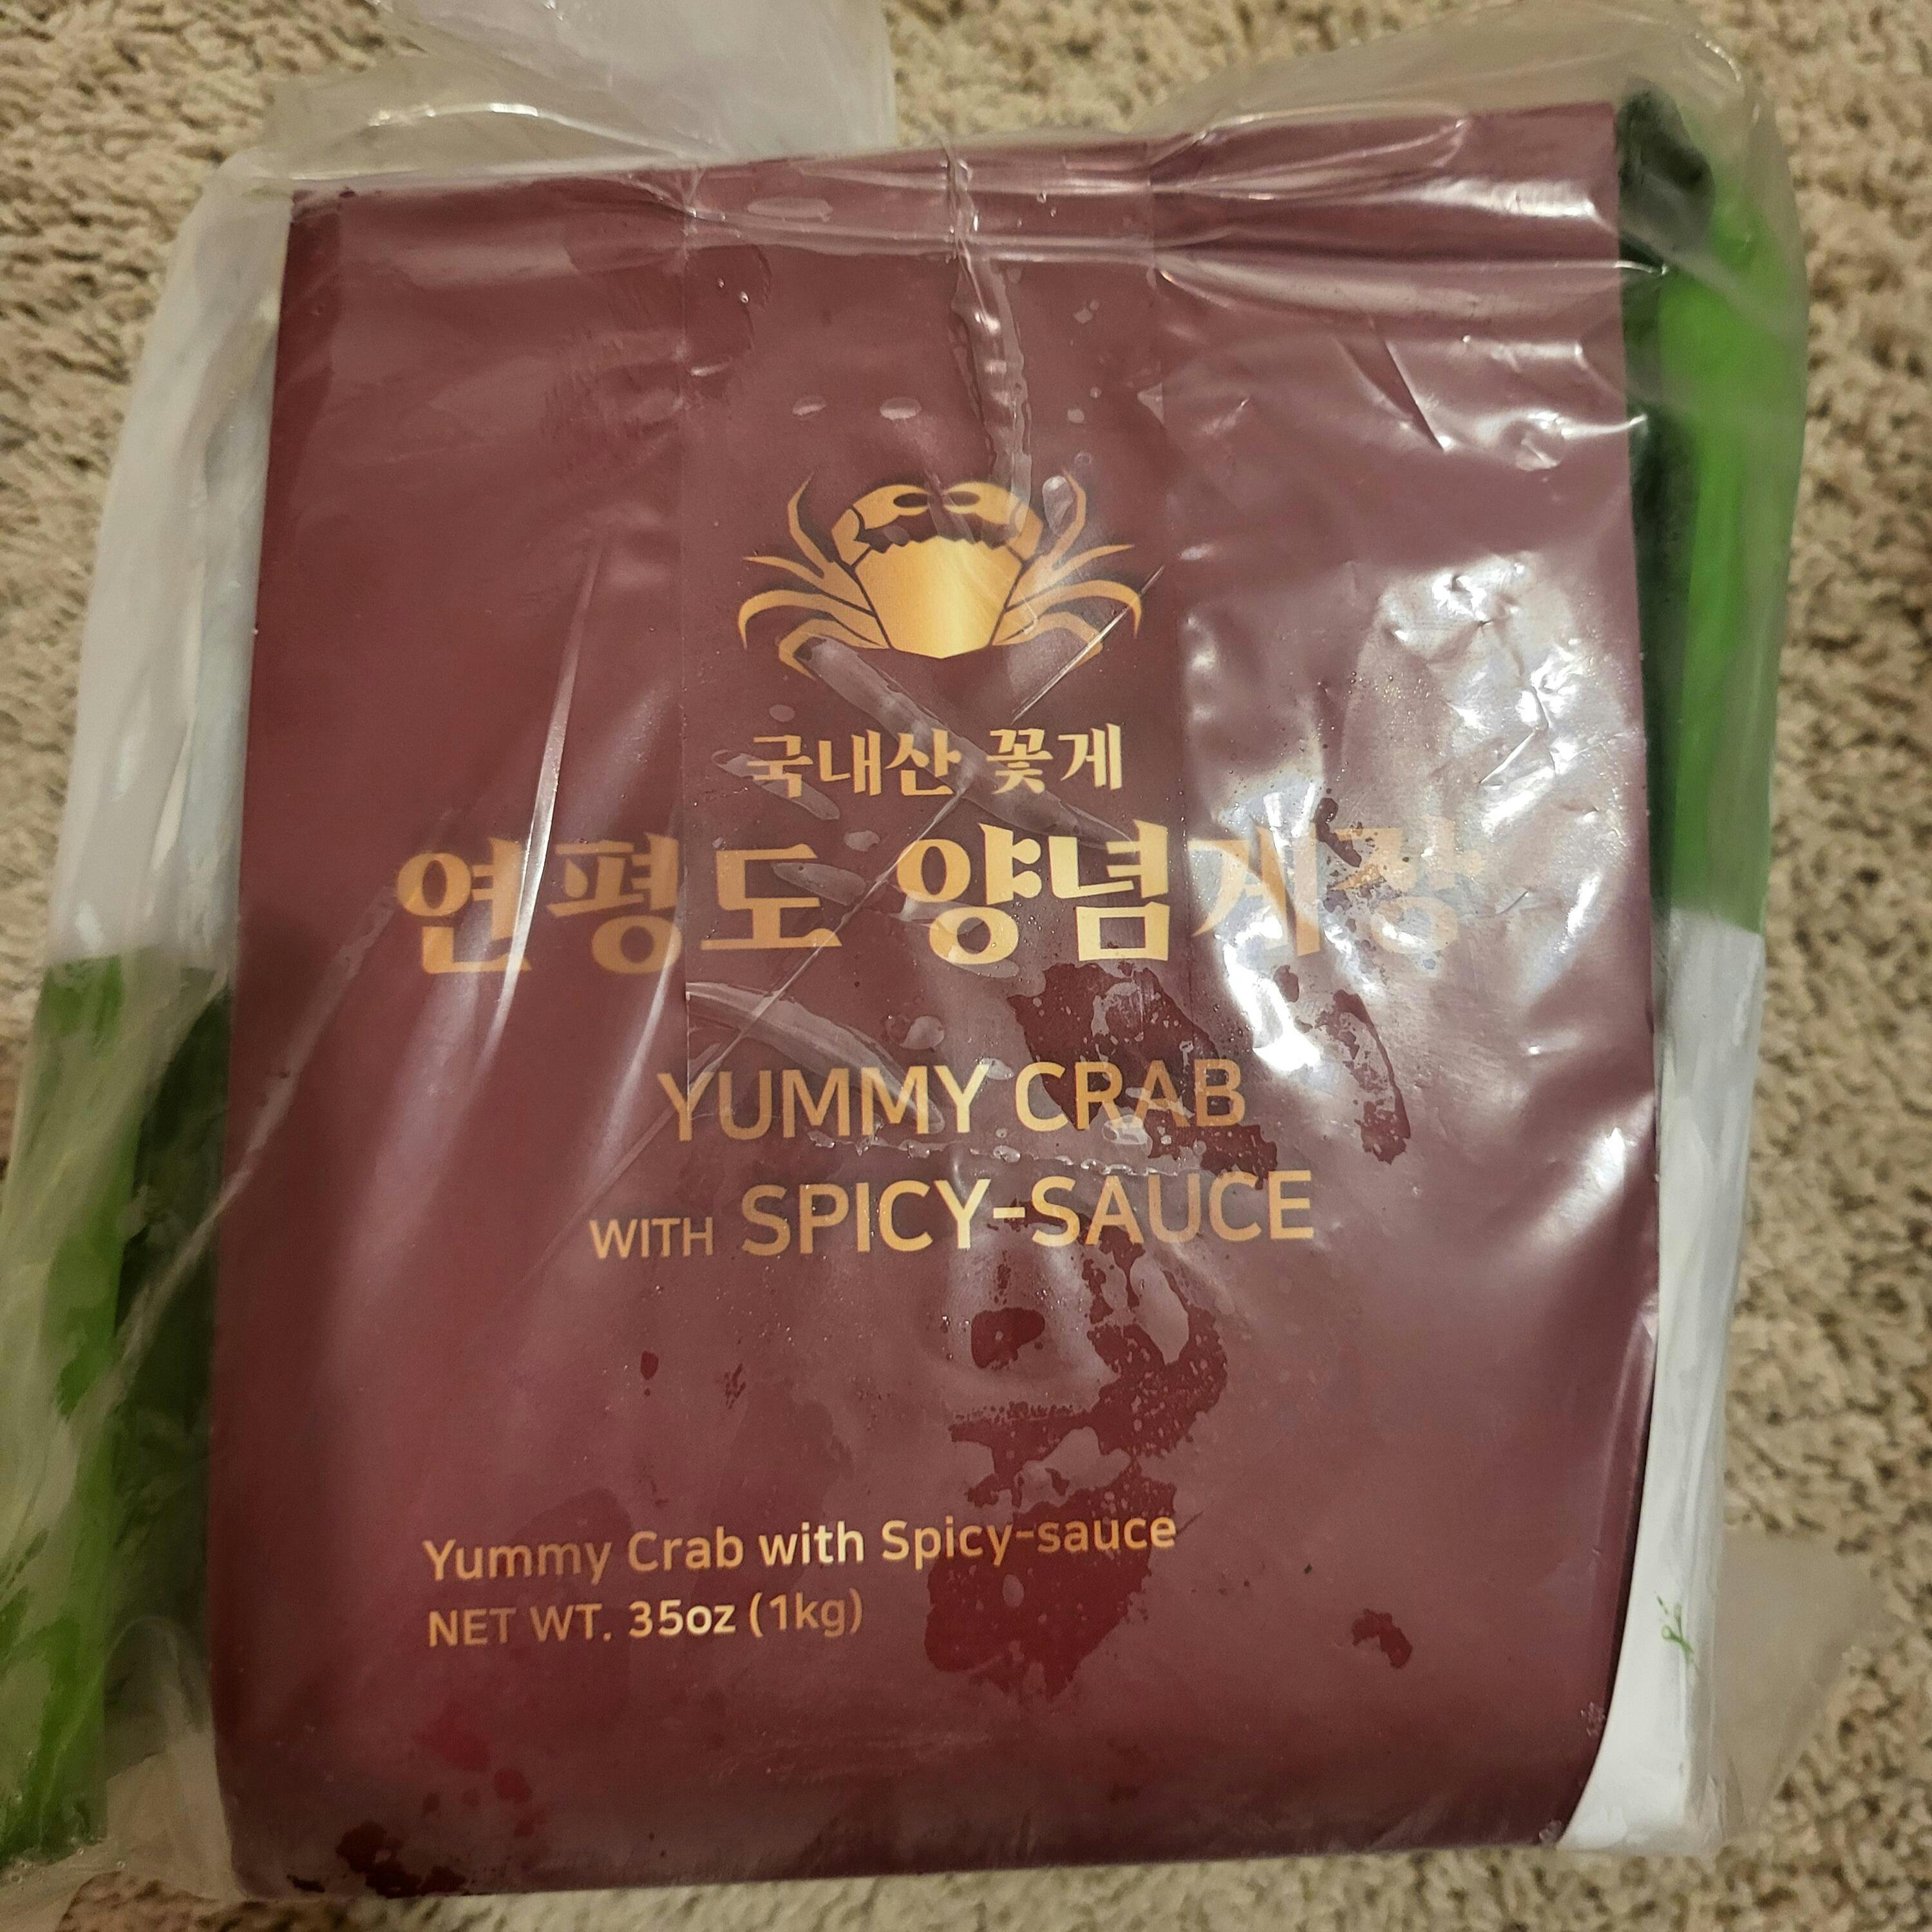 국내산 꽃게
연평도 양념게장
YUMMY CRAB
WITH SPICY-SAUCE
Yummy Crab with Spicy-sauce
NET WT. 35oz (1kg)